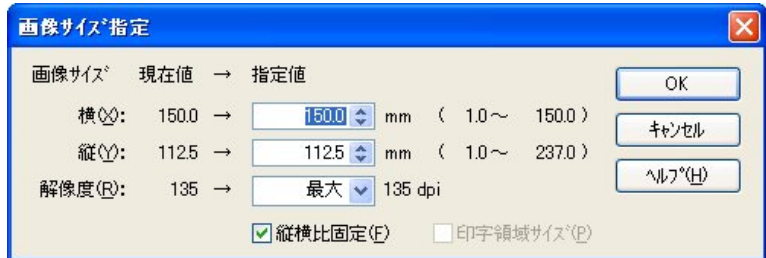 画像サイズ指定
画像サイズ 現在値 → 指定値
横(X): 150.0 → 150.0 mm ( 1.0～ 150.0 )
縦(Y): 112.5 → 112.5 mm ( 1.0～ 237.0 )
解像度(R): 135 → 最大 135 dpi
縦横比固定(F) 印字領域サイズ(P)
OK
キャンセル
ヘルプ(H)